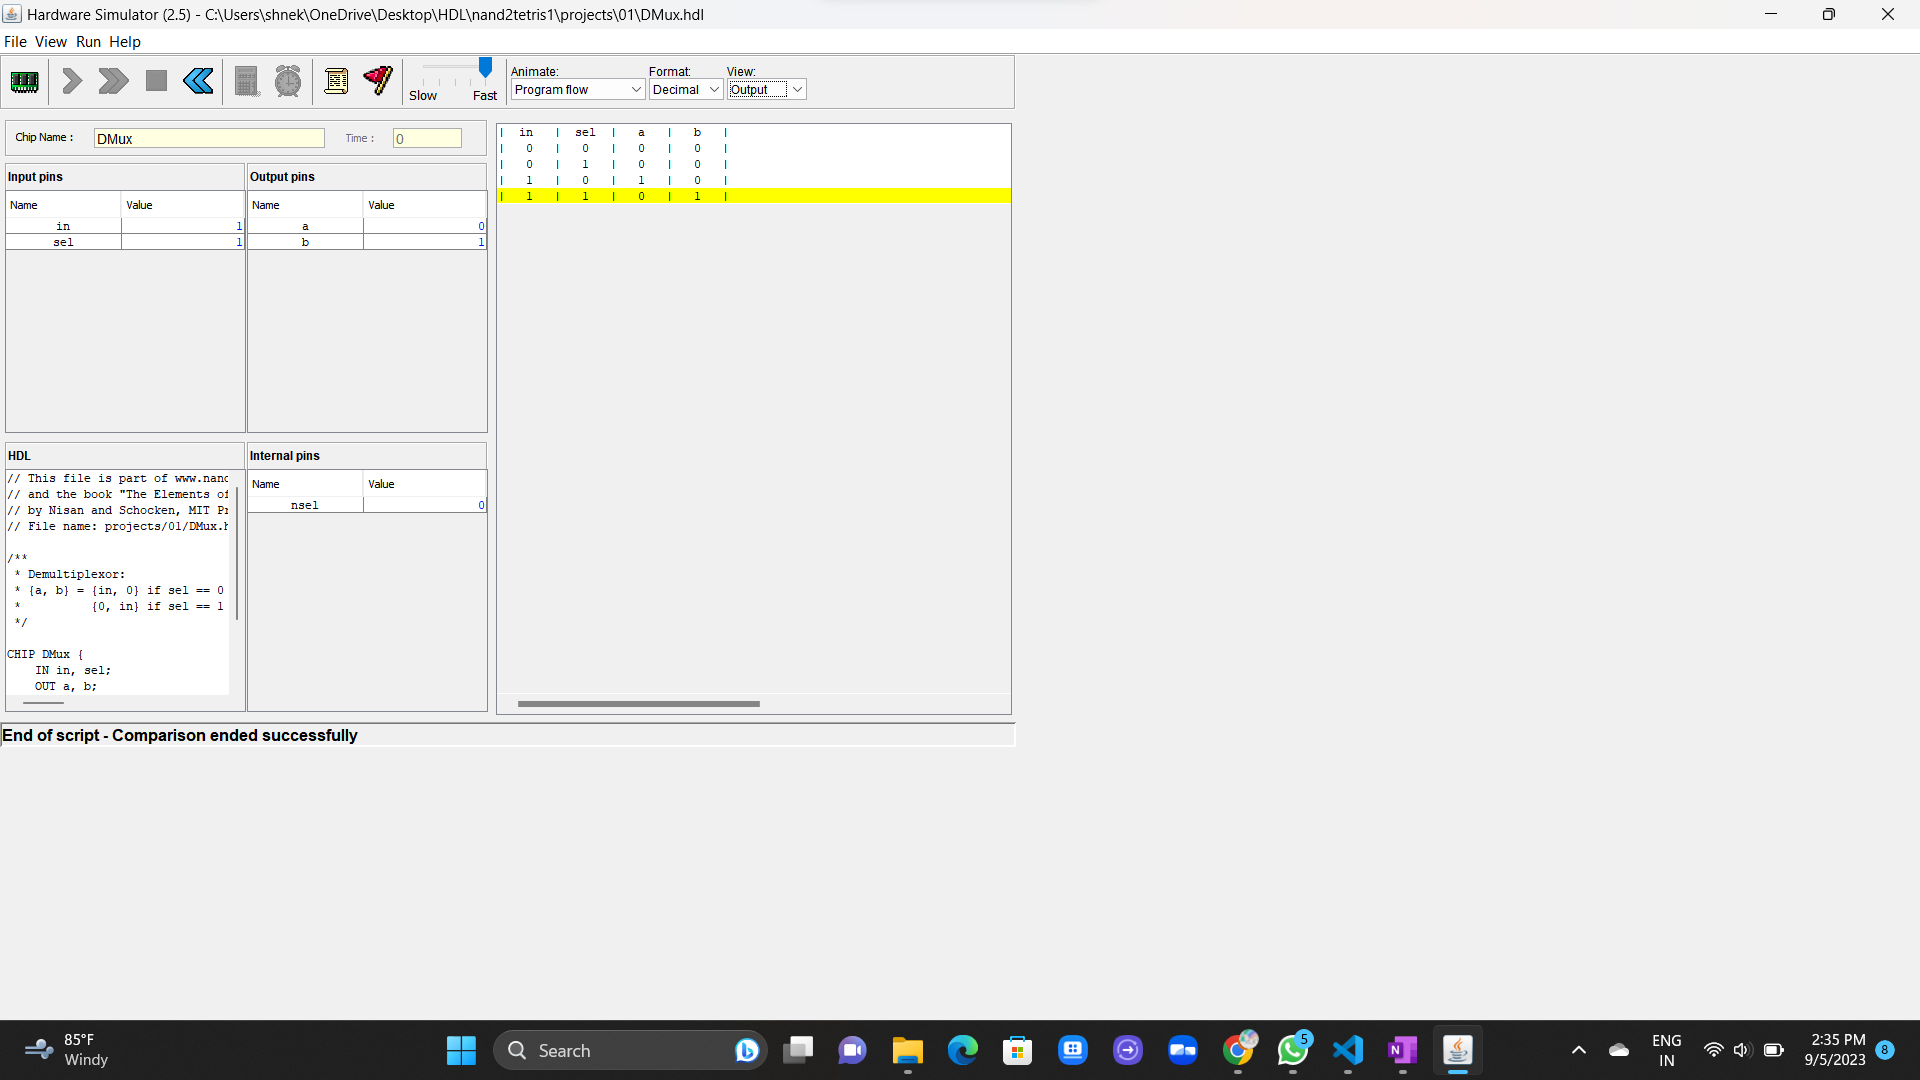 Hardware Simulator (2.5) - C:\Users\shnek\OneDrive\Desktop\HDL\nand2tetris1\projects\01\DMux.hdl
File View Run Help
Animate: Format: View:
Slow Fast Program flow Decimal Output
Chip Name : DMux Time : 0
Input pins Output pins
Name Value Name Value
in 1 a 0
sel 1 b 1
| in | sel | a | b |
| 0 | 0 | 0 | 0 |
| 0 | 1 | 0 | 0 |
| 1 | 0 | 1 | 0 |
| 1 | 1 | 0 | 1 |
HDL
// This file is part of www.nand
// and the book "The Elements of
// by Nisan and Schocken, MIT Pr
// File name: projects/01/DMux.h
/**
* Demultiplexor:
* {a, b} = {in, 0} if sel == 0
* {0, in} if sel == 1
*/
CHIP DMux {
IN in, sel;
OUT a, b;
Internal pins
Name Value
nsel 0
End of script - Comparison ended successfully
85°F
Windy
Search
5
ENG
IN
2:35 PM
9/5/2023
8